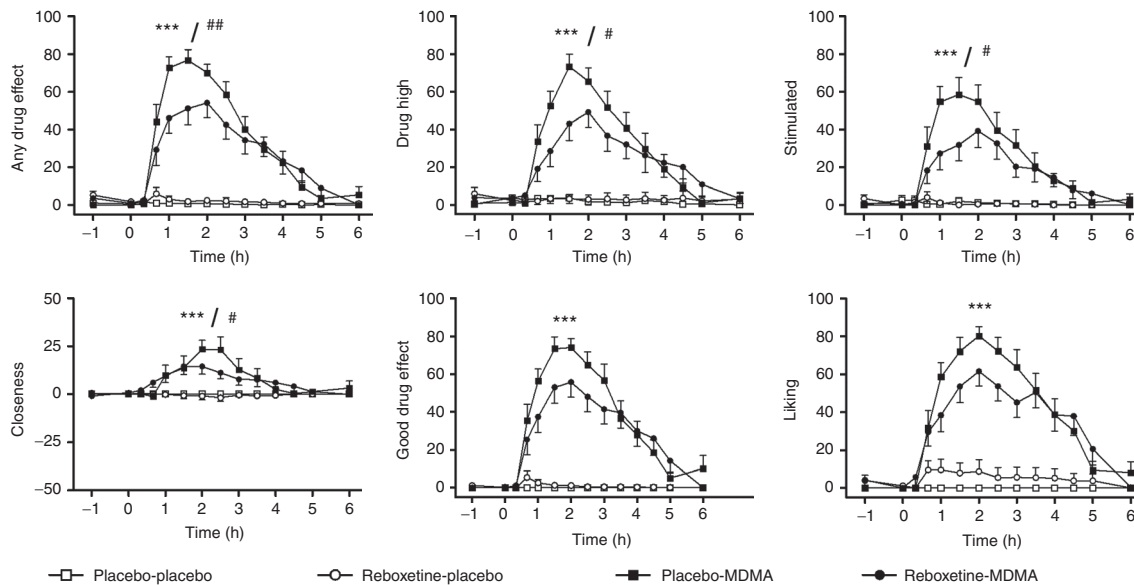 Any drug effect
100
80
60
40
20
0
*** / ##
–1 0 1 2 3 4 5 6
Time (h)
Drug high
100
80
60
40
20
0
*** / #
–1 0 1 2 3 4 5 6
Time (h)
Stimulated
100
80
60
40
20
0
*** / #
–1 0 1 2 3 4 5 6
Time (h)
Closeness
50
25
0
–25
–50
*** / #
–1 0 1 2 3 4 5 6
Time (h)
Good drug effect
100
80
60
40
20
0
***
–1 0 1 2 3 4 5 6
Time (h)
Liking
100
80
60
40
20
0
***
–1 0 1 2 3 4 5 6
Time (h)
Placebo-placebo Reboxetine-placebo Placebo-MDMA Reboxetine-MDMA